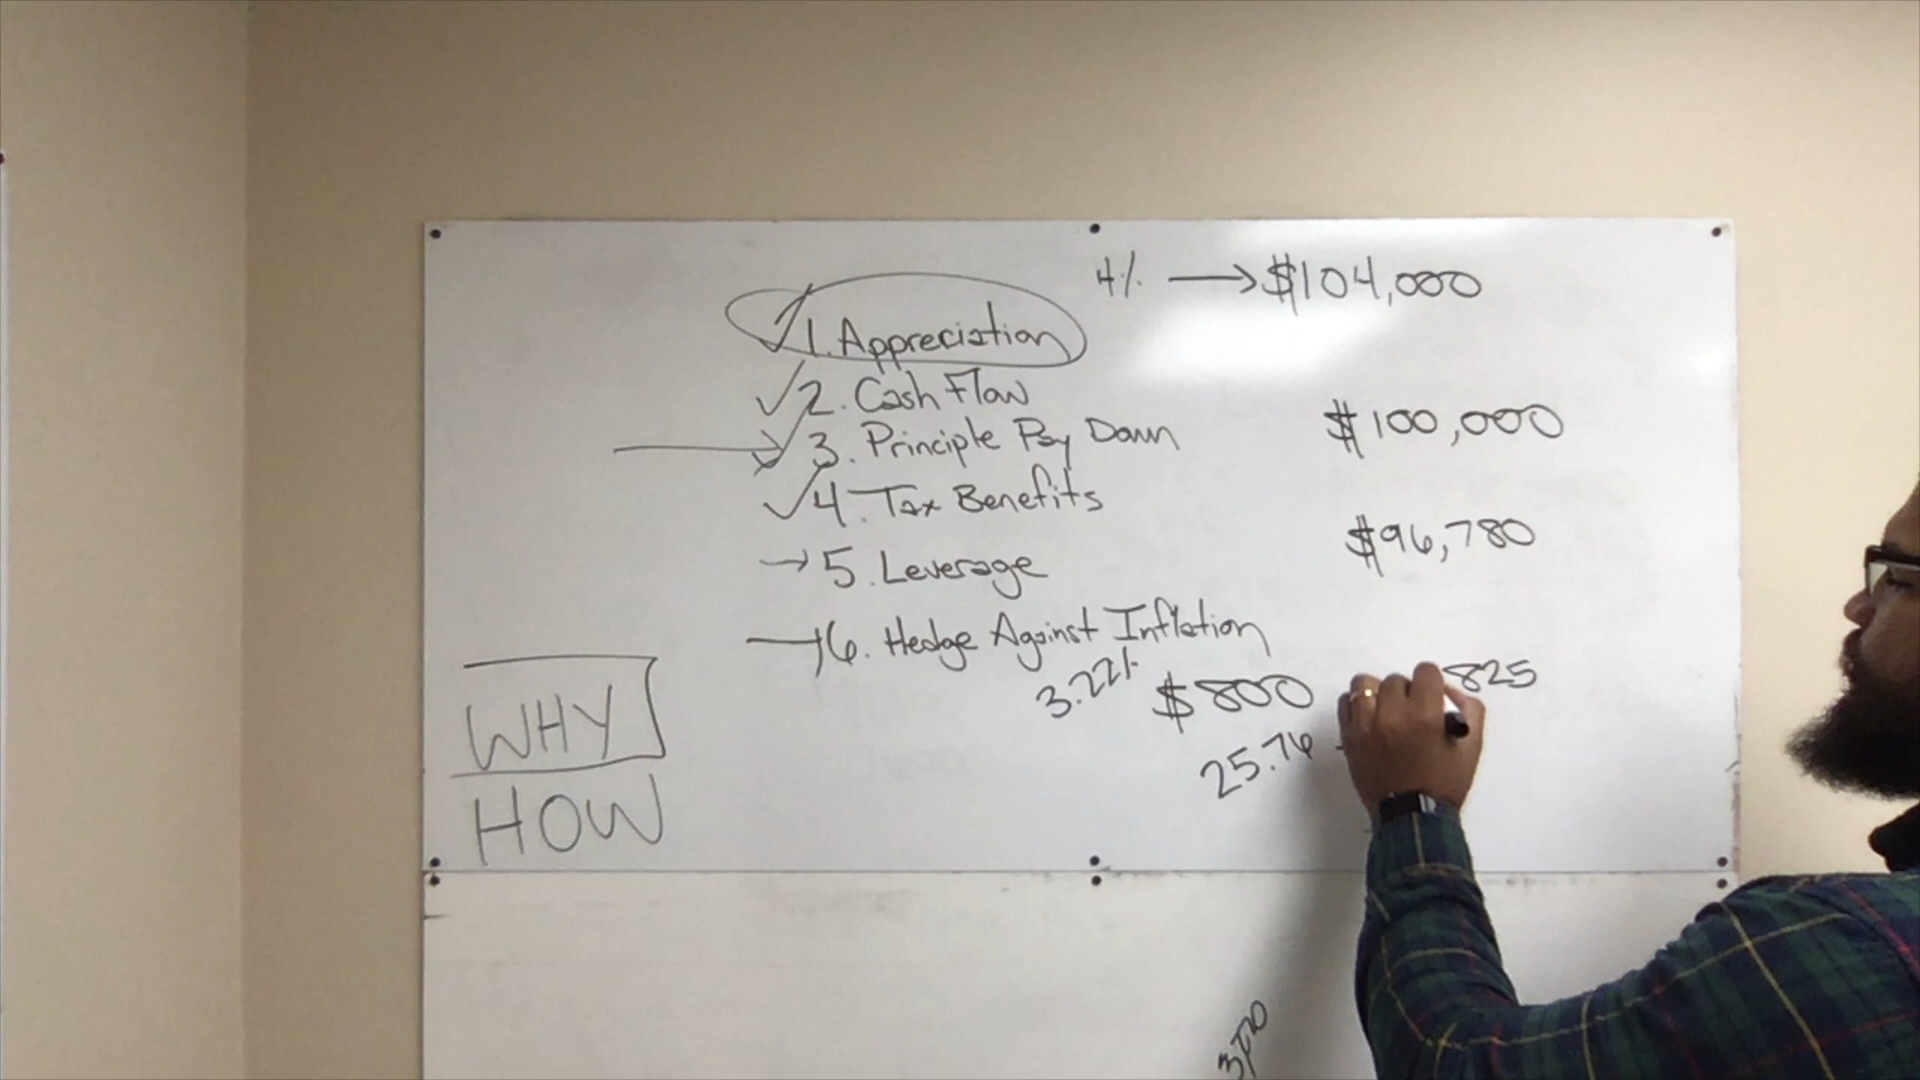 4% → $104,000
1. Appreciation
2. Cash Flow
$100,000
3. Principle Pay Down
4. Tax Benefits
$96,780
5. Leverage
6. Hedge Against Inflation
3.22% $800 825
25.76
WHY
HOW